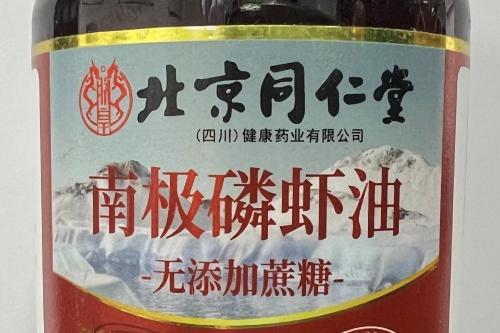 北京同仁堂
（四川）健康药业有限公司
南极磷虾油
-无添加蔗糖-